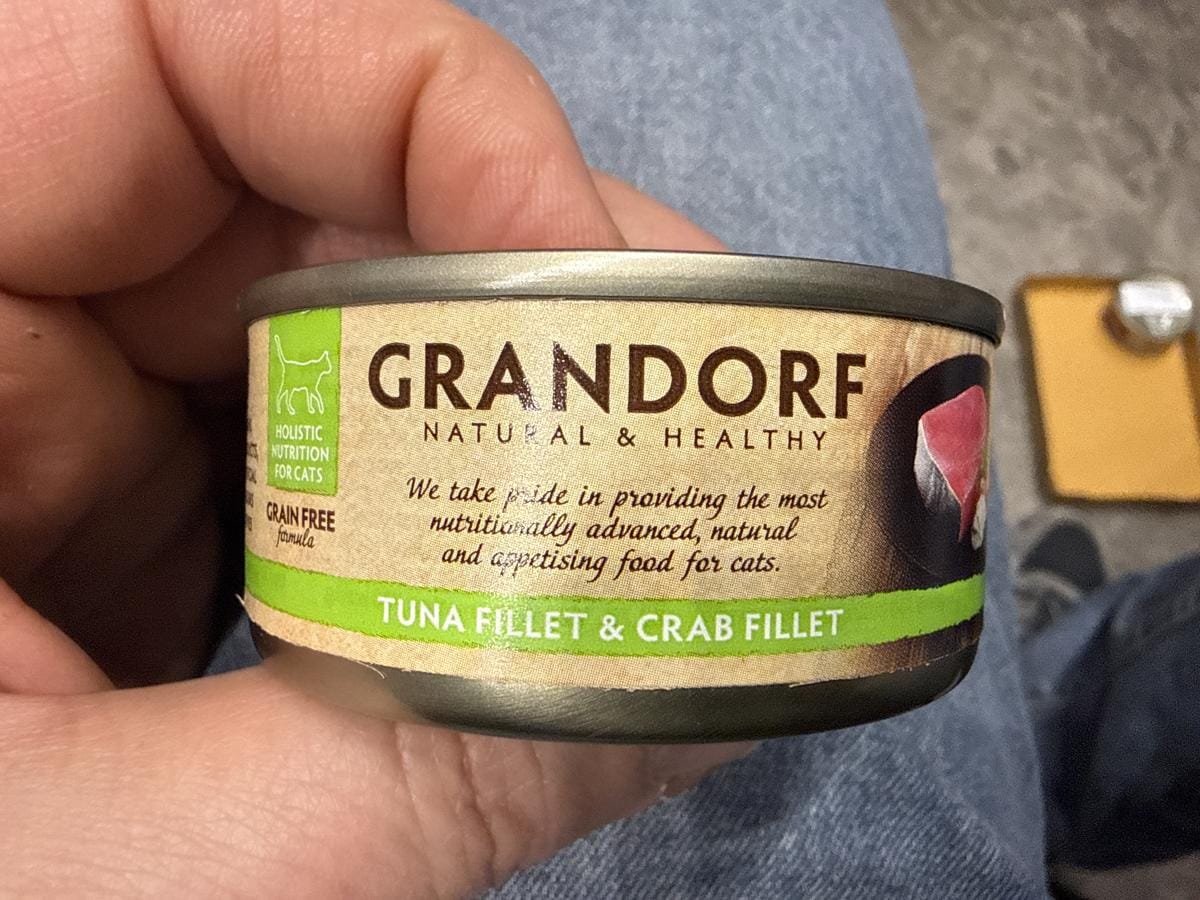 GRANDORF
NATURAL & HEALTHY
HOLISTIC
NUTRITION
FOR CATS
GRAIN FREE
formula
We take pride in providing the most
nutritionally advanced, natural
and appetising food for cats.
TUNA FILLET & CRAB FILLET